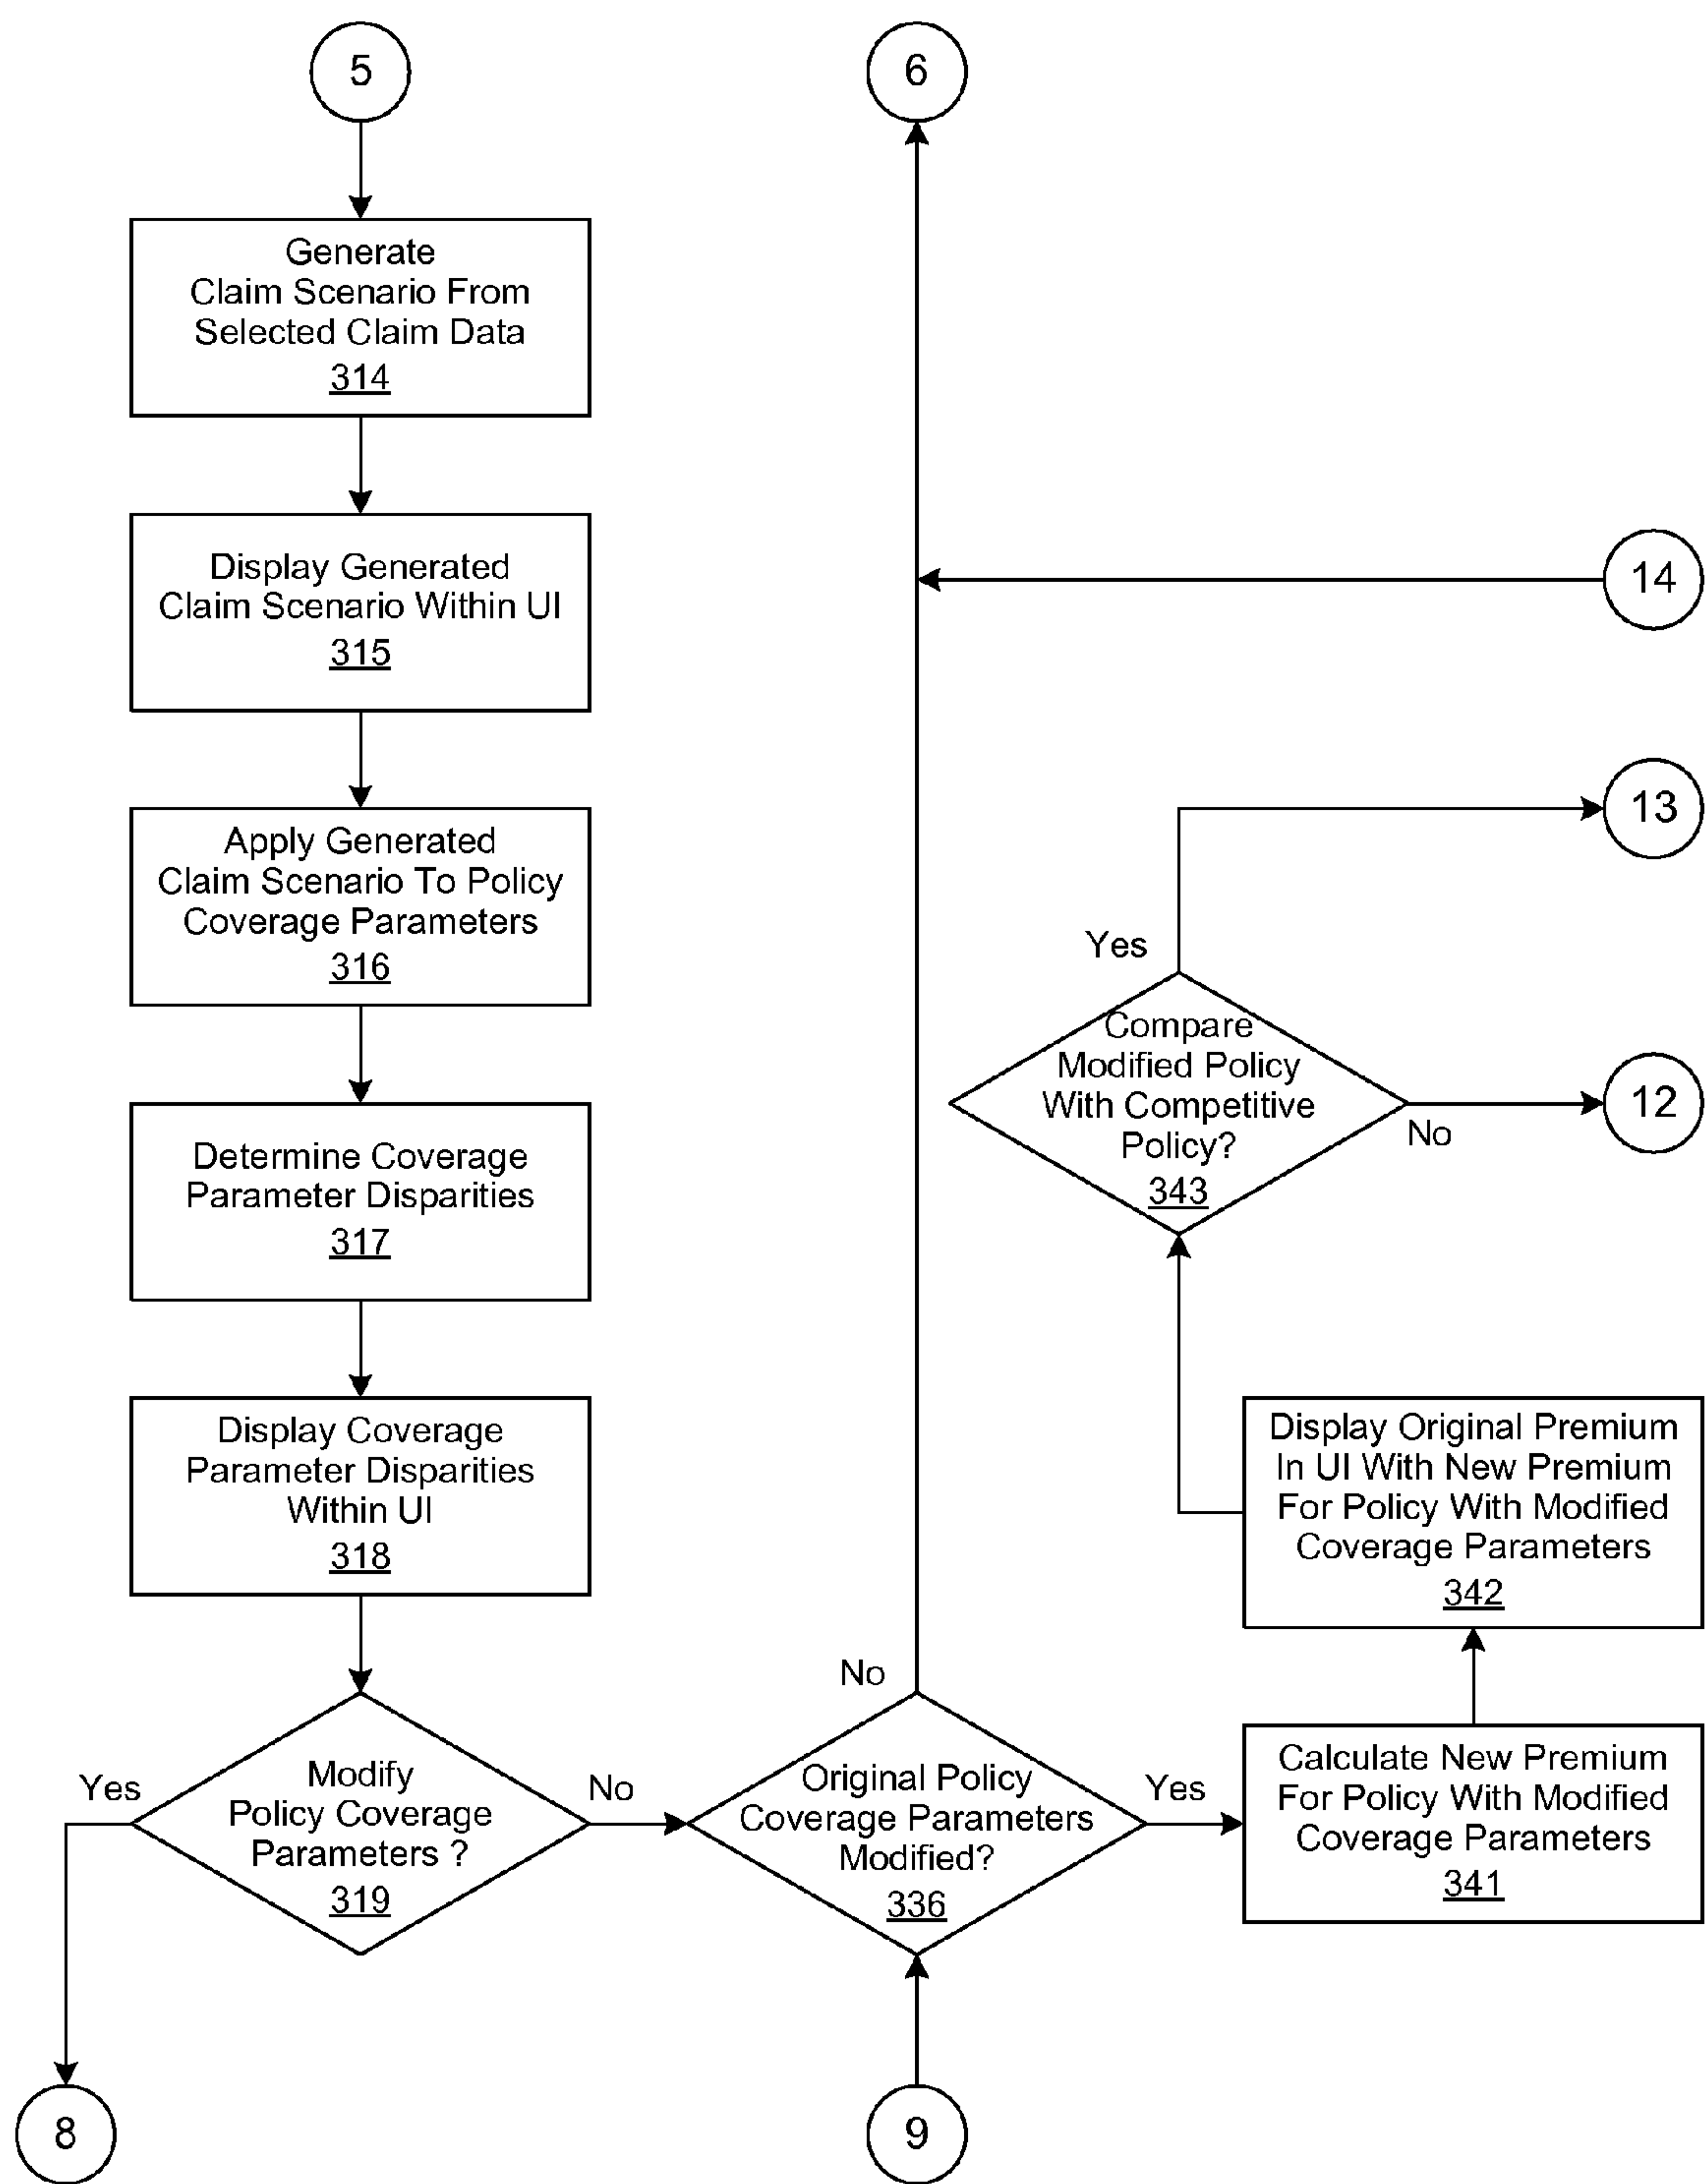 5
6
Generate
Claim Scenario From
Selected Claim Data
314
Display Generated
Claim Scenario Within UI
315
14
Apply Generated
Claim Scenario To Policy
Coverage Parameters
316
13
Yes
Compare
Modified Policy
With Competitive
Policy?
343
No
12
Determine Coverage
Parameter Disparities
317
Display Coverage
Parameter Disparities
Within UI
318
Display Original Premium
In UI With New Premium
For Policy With Modified
Coverage Parameters
342
Yes
Modify
Policy Coverage
Parameters ?
319
No
No
Original Policy
Coverage Parameters
Modified?
336
Yes
Calculate New Premium
For Policy With Modified
Coverage Parameters
341
8
9